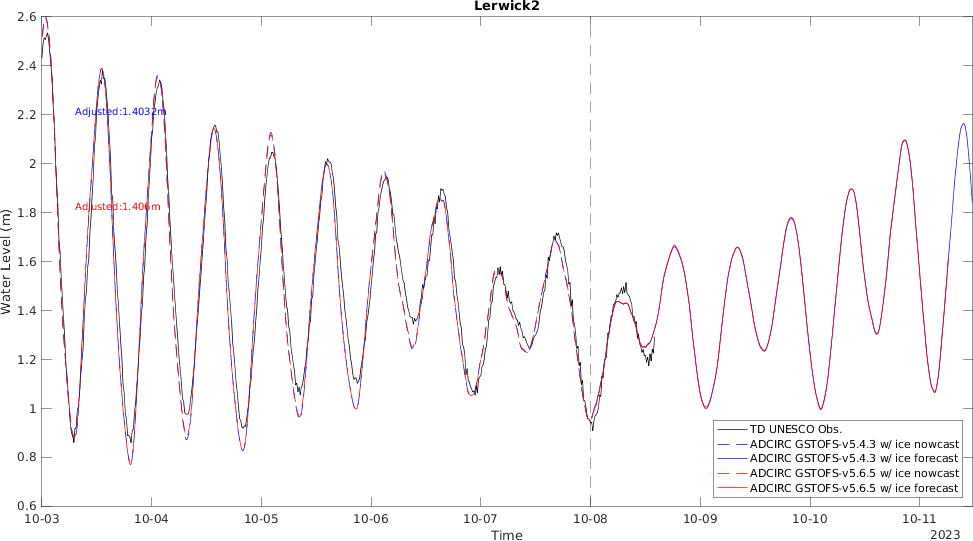 Lerwick2
2.6
2.4
2.2
2
1.8
1.6
1.4
1.2
1
0.8
0.6
Water Level (m)
Adjusted:1.4032m
Adjusted:1.406m
TD UNESCO Obs.
ADCIRC GSTOFS-v5.4.3 w/ ice nowcast
ADCIRC GSTOFS-v5.4.3 w/ ice forecast
ADCIRC GSTOFS-v5.6.5 w/ ice nowcast
ADCIRC GSTOFS-v5.6.5 w/ ice forecast
10-03 10-04 10-05 10-06 10-07 10-08 10-09 10-10 10-11
Time
2023